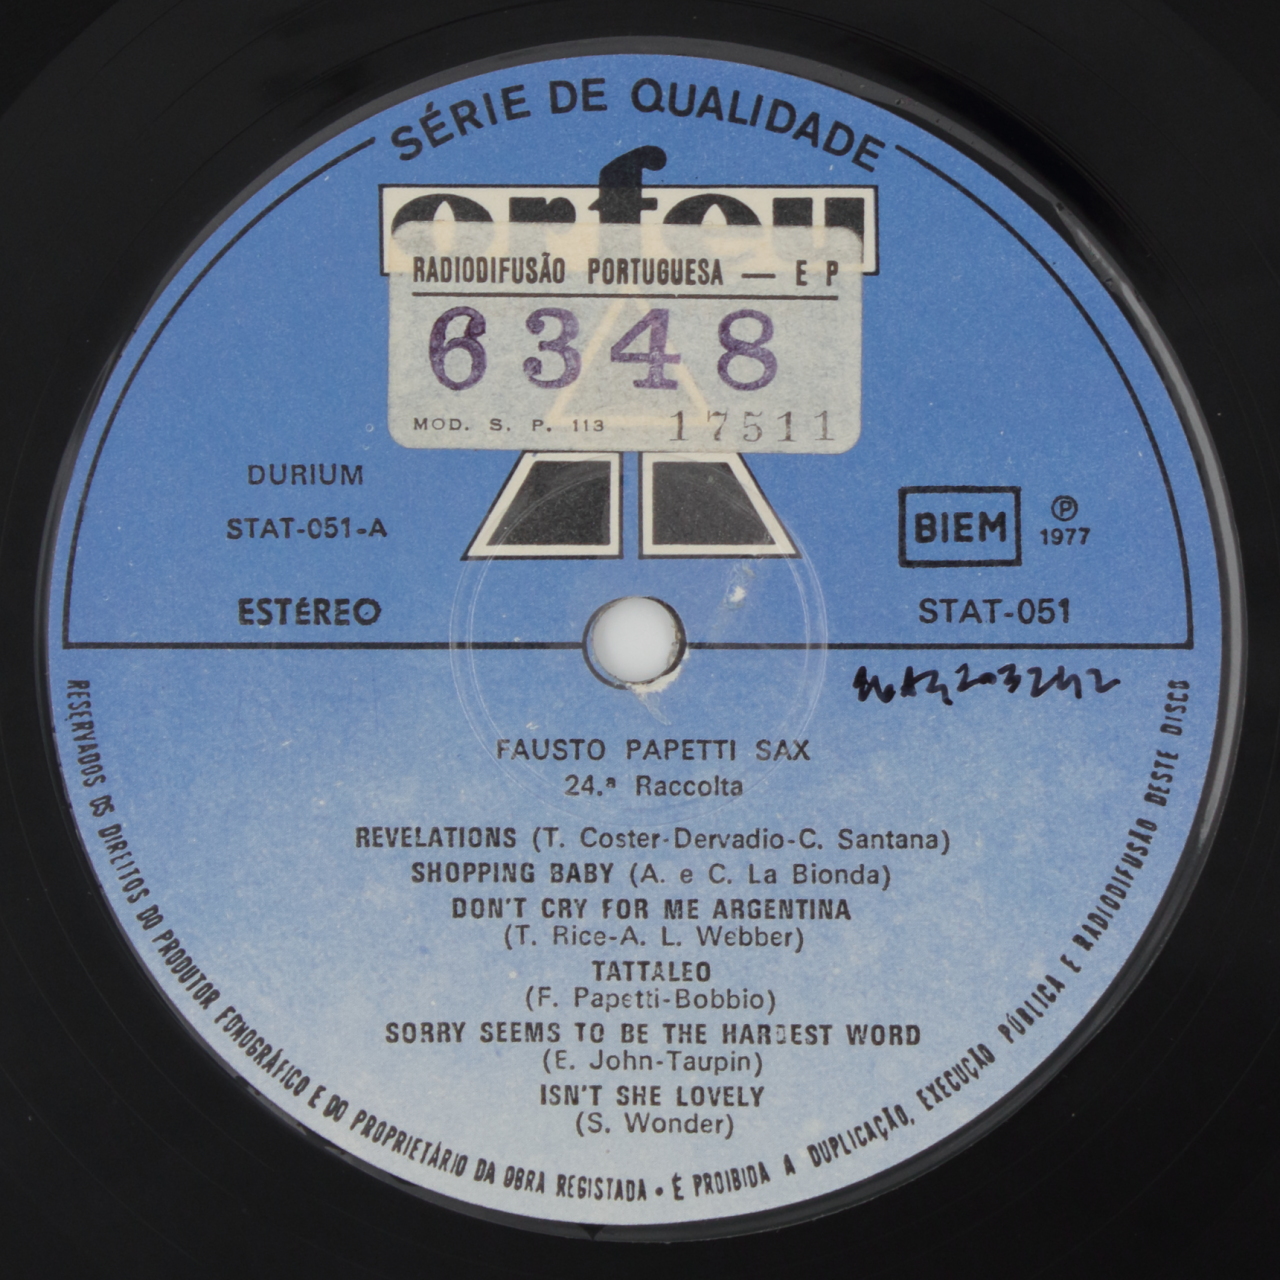 SÉRIE DE QUALIDADE
orfeu
RADIODIFUSÃO PORTUGUESA — E P
6348
MOD. S. P. 113 17511
DURIUM
STAT-051-A
ESTÉREO
BIEM
℗
1977
STAT-051
FAUSTO PAPETTI SAX
24.ª Raccolta
REVELATIONS (T. Coster-Dervadio-C. Santana)
SHOPPING BABY (A. e C. La Bionda)
DON'T CRY FOR ME ARGENTINA
(T. Rice-A. L. Webber)
TATTALEO
(F. Papetti-Bobbio)
SORRY SEEMS TO BE THE HARDEST WORD
(E. John-Taupin)
ISN'T SHE LOVELY
(S. Wonder)
RESERVADOS OS DIREITOS DO PRODUTOR FONOGRÁFICO E DO PROPRIETÁRIO DA OBRA REGISTADA • É PROIBIDA A DUPLICAÇÃO, EXECUÇÃO PÚBLICA E RADIODIFUSÃO DESTE DISCO